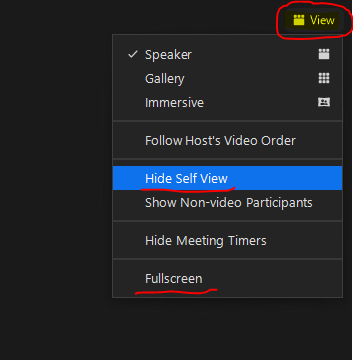 View
Speaker
Gallery
Immersive
Follow Host's Video Order
Hide Self View
Show Non-video Participants
Hide Meeting Timers
Fullscreen